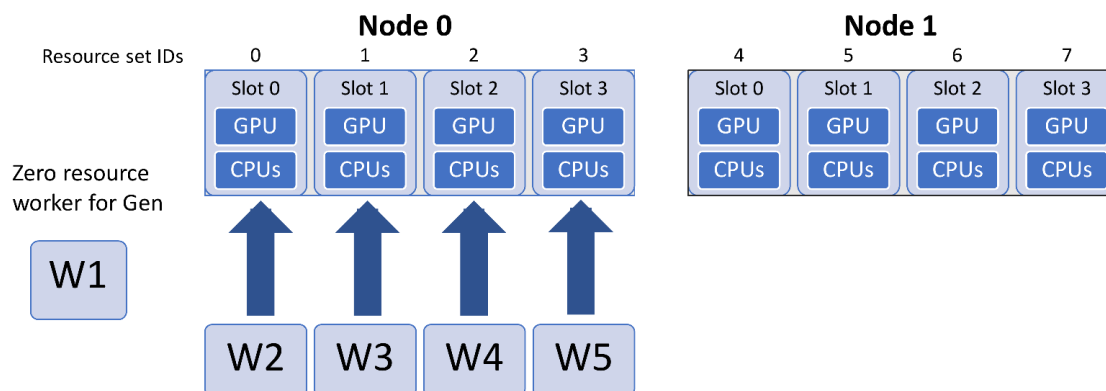 Node 0 Node 1
Resource set IDs 0 1 2 3 4 5 6 7
Slot 0 Slot 1 Slot 2 Slot 3 Slot 0 Slot 1 Slot 2 Slot 3
GPU GPU GPU GPU GPU GPU GPU GPU
CPUs CPUs CPUs CPUs CPUs CPUs CPUs CPUs
Zero resource
worker for Gen
W1
W2 W3 W4 W5